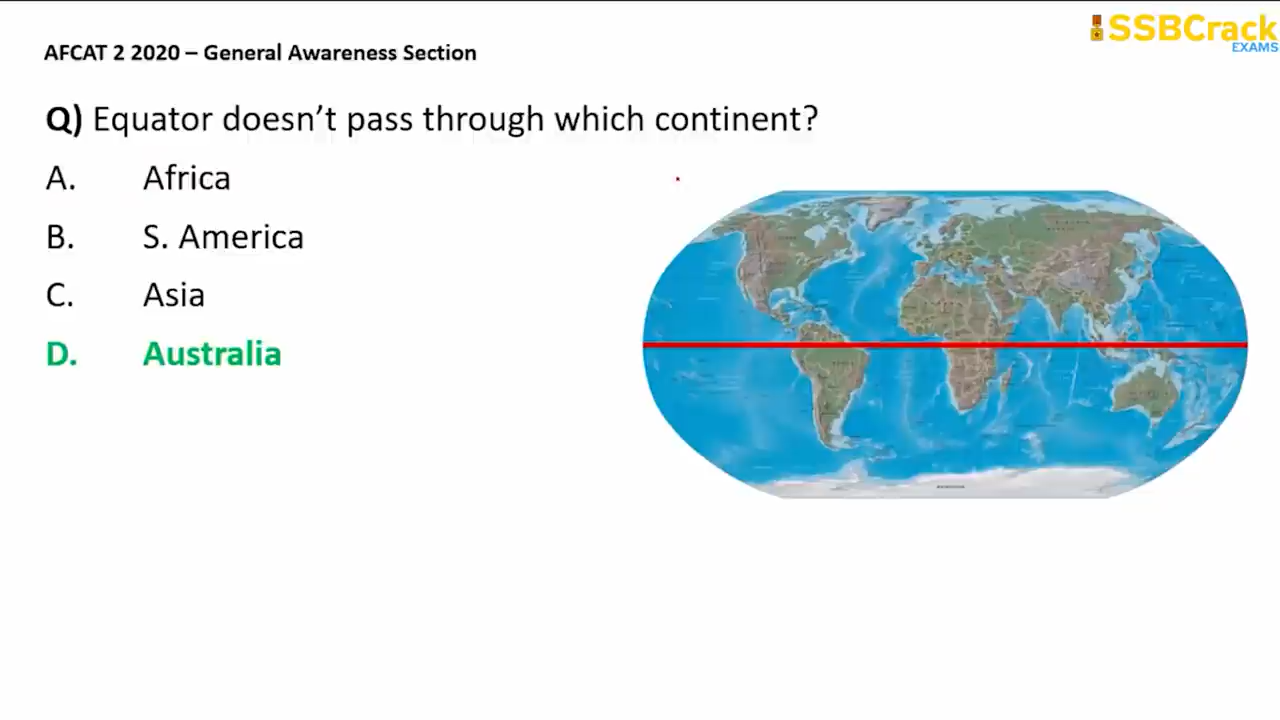 SSBCrack
EXAMS
AFCAT 2 2020 – General Awareness Section
Q) Equator doesn’t pass through which continent?
A. Africa
B. S. America
C. Asia
D. Australia